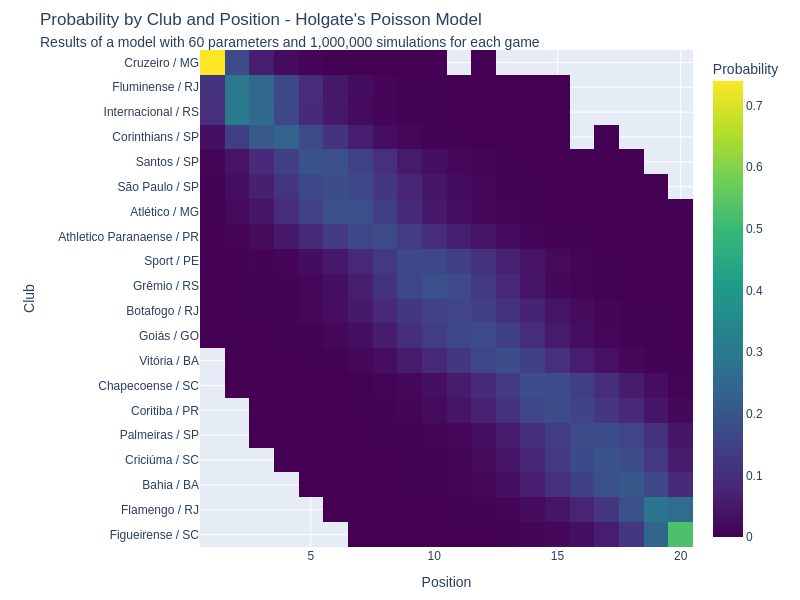 Probability by Club and Position - Holgate's Poisson Model
Results of a model with 60 parameters and 1,000,000 simulations for each game
Probability
Cruzeiro / MG
Fluminense / RJ
Internacional / RS
Corinthians / SP
Santos / SP
São Paulo / SP
Atlético / MG
Athletico Paranaense / PR
Sport / PE
Grêmio / RS
Botafogo / RJ
Goiás / GO
Vitória / BA
Chapecoense / SC
Coritiba / PR
Palmeiras / SP
Criciúma / SC
Bahia / BA
Flamengo / RJ
Figueirense / SC
Club
5
10
15
20
Position
0.7
0.6
0.5
0.4
0.3
0.2
0.1
0